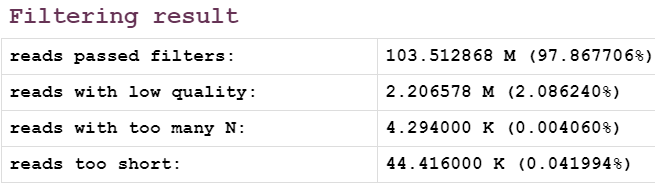 Filtering result
reads passed filters: 103.512868 M (97.867706%)
reads with low quality: 2.206578 M (2.086240%)
reads with too many N: 4.294000 K (0.004060%)
reads too short: 44.416000 K (0.041994%)